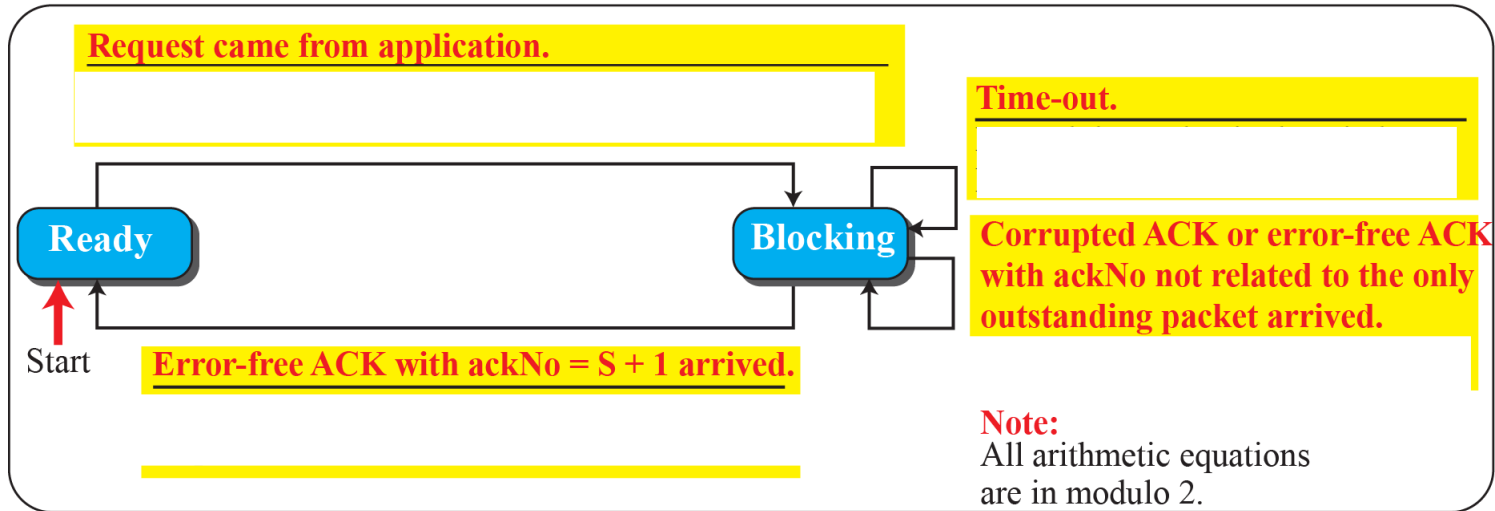 Request came from application.
Time-out.
Ready
Blocking
Corrupted ACK or error-free ACK
with ackNo not related to the only
outstanding packet arrived.
Start
Error-free ACK with ackNo = S + 1 arrived.
Note:
All arithmetic equations
are in modulo 2.